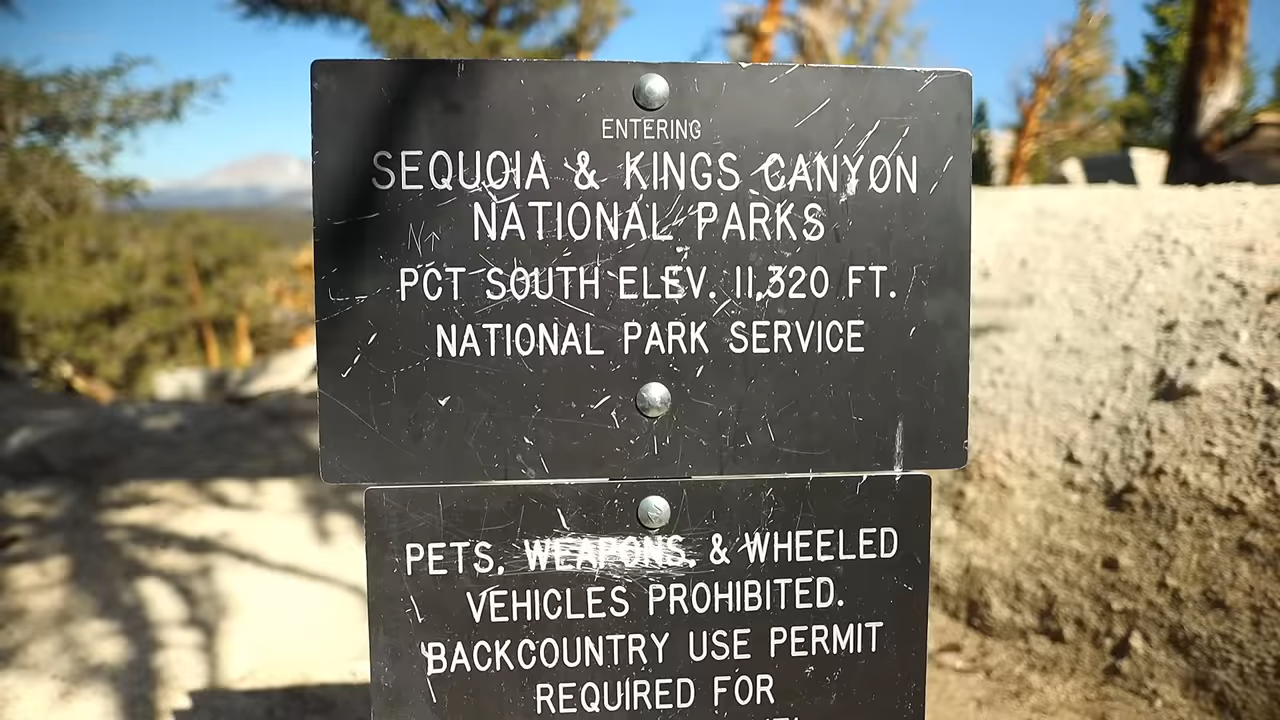 ENTERING
SEQUOIA & KINGS CANYON
NATIONAL PARKS
N↑
PCT SOUTH ELEV. 11,320 FT.
NATIONAL PARK SERVICE
PETS, WEAPONS, & WHEELED
VEHICLES PROHIBITED.
BACKCOUNTRY USE PERMIT
REQUIRED FOR